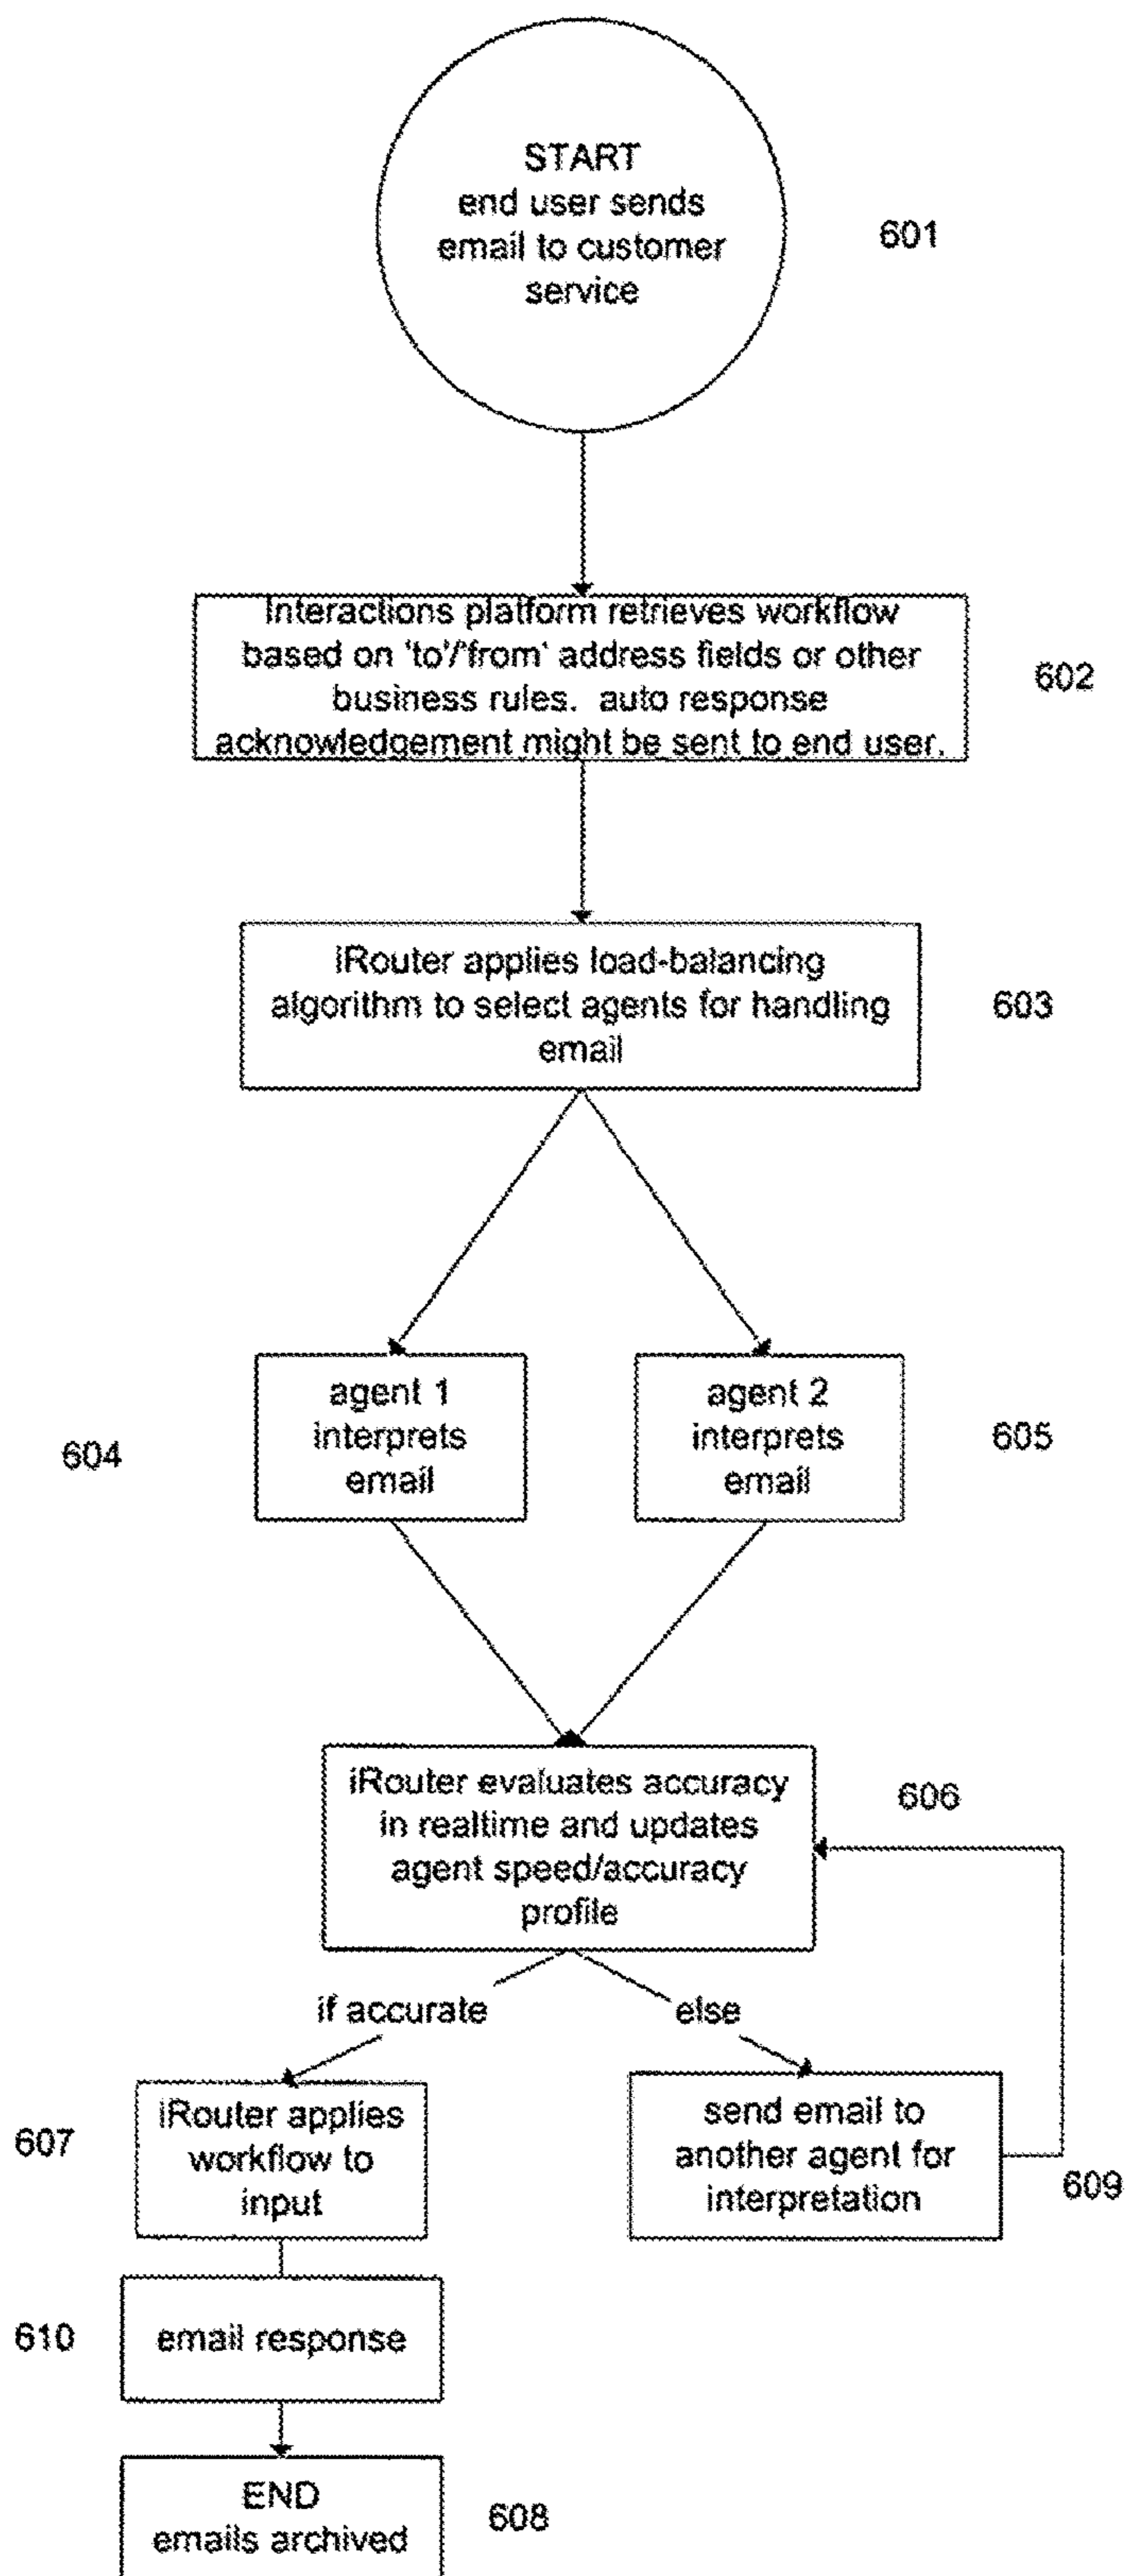 START
end user sends
email to customer
service
601
Interactions platform retrieves workflow
based on 'to'/'from' address fields or other
business rules. auto response
acknowledgement might be sent to end user.
602
iRouter applies load-balancing
algorithm to select agents for handling
email
603
604
agent 1
interprets
email
agent 2
interprets
email
605
iRouter evaluates accuracy
in realtime and updates
agent speed/accuracy
profile
606
if accurate
else
607
iRouter applies
workflow to
input
send email to
another agent for
interpretation
609
610
email response
END
emails archived
608